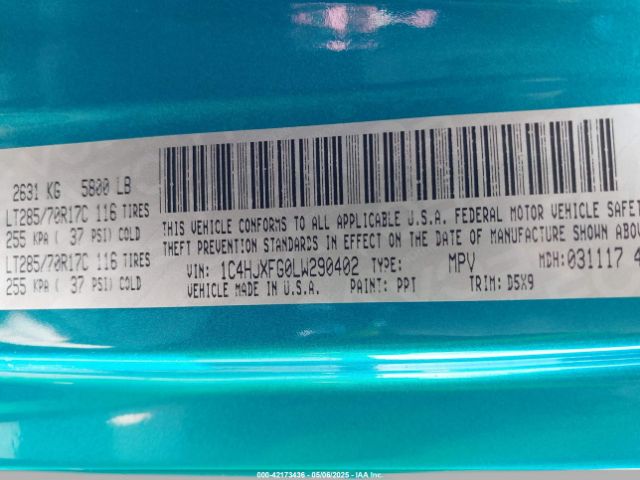 2631 KG 5800 LB
LT285/70R17C 116 TIRES
255 KPA ( 37 PSI) COLD
LT285/70R17C 116 TIRES
255 KPA ( 37 PSI) COLD
THIS VEHICLE CONFORMS TO ALL APPLICABLE U.S.A. FEDERAL MOTOR VEHICLE SAFET
THEFT PREVENTION STANDARDS IN EFFECT ON THE DATE OF MANUFACTURE SHOWN ABOV
VIN: 1C4HJXFG0LW290402 TYPE: MPV MDH: 031117 4
VEHICLE MADE IN U.S.A. PAINT: PPT TRIM: D5X9
000-42173436 - 05/06/2025 - IAA Inc.